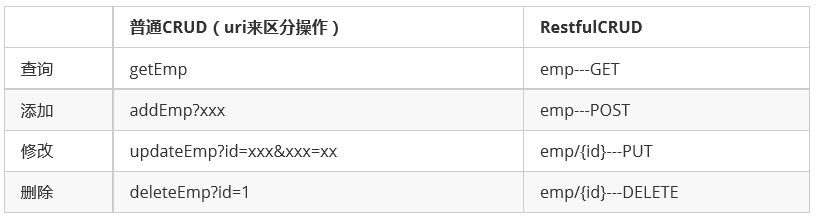 普通CRUD（uri来区分操作） RestfulCRUD
查询 getEmp emp---GET
添加 addEmp?xxx emp---POST
修改 updateEmp?id=xxx&xxx=xx emp/{id}---PUT
删除 deleteEmp?id=1 emp/{id}---DELETE